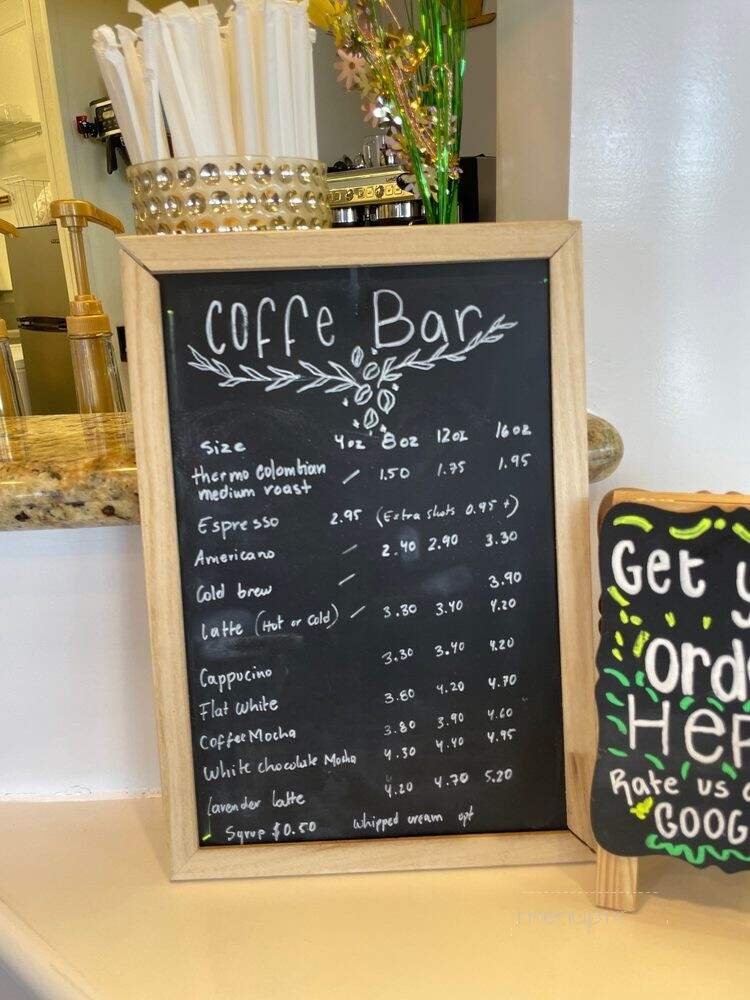 Coffe Bar
Size 4oz 8oz 12oz 16oz
thermo Colombian
medium roast / 1.50 1.75 1.95
Espresso 2.95 (Extra shots 0.95 +)
Americano / 2.40 2.90 3.30
Cold brew / 3.90
Latte (Hot or Cold) / 3.30 3.40 4.20
Cappucino 3.30 3.40 4.20
Flat White 3.80 4.20 4.70
Coffee Mocha 3.80 3.90 4.60
White chocolate Mocha 4.30 4.40 4.95
lavender latte 4.20 4.70 5.20
Syrup $0.50 whipped cream opt
Get y
orde
HeP
Rate us o
GOOG